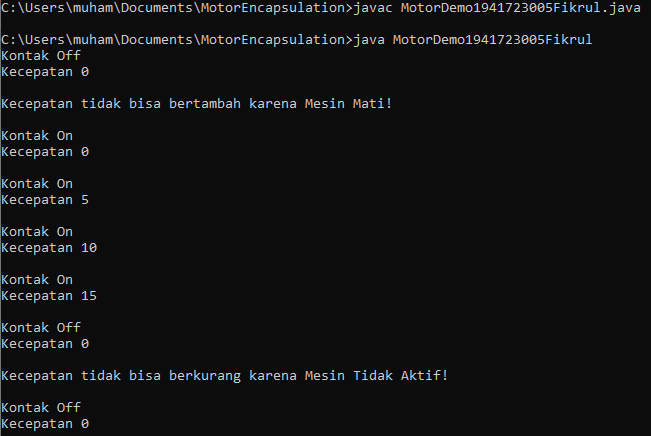 C:\Users\muham\Documents\MotorEncapsulation>javac MotorDemo1941723005Fikrul.java
C:\Users\muham\Documents\MotorEncapsulation>java MotorDemo1941723005Fikrul
Kontak Off
Kecepatan 0
Kecepatan tidak bisa bertambah karena Mesin Mati!
Kontak On
Kecepatan 0
Kontak On
Kecepatan 5
Kontak On
Kecepatan 10
Kontak On
Kecepatan 15
Kontak Off
Kecepatan 0
Kecepatan tidak bisa berkurang karena Mesin Tidak Aktif!
Kontak Off
Kecepatan 0